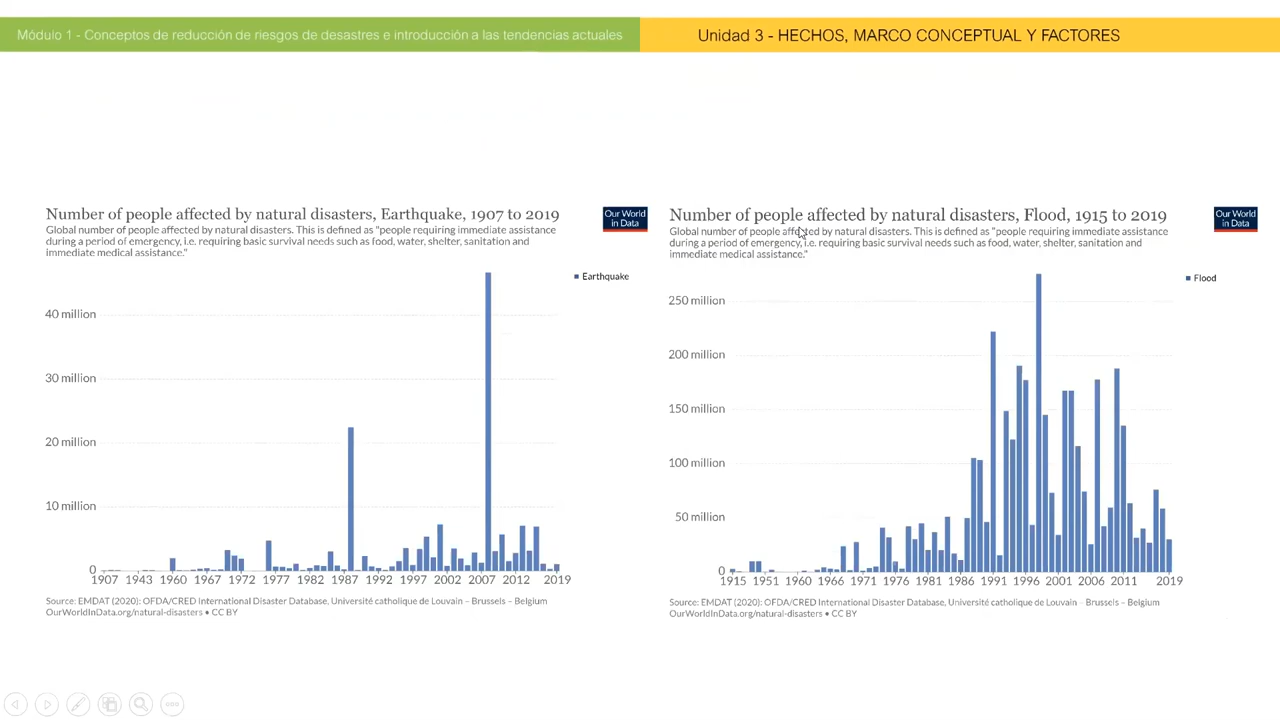 Módulo 1 - Conceptos de reducción de riesgos de desastres e introducción a las tendencias actuales
Unidad 3 - HECHOS, MARCO CONCEPTUAL Y FACTORES
Number of people affected by natural disasters, Earthquake, 1907 to 2019
Global number of people affected by natural disasters. This is defined as "people requiring immediate assistance
during a period of emergency, i.e. requiring basic survival needs such as food, water, shelter, sanitation and
immediate medical assistance."
Our World
in Data
Earthquake
40 million
30 million
20 million
10 million
0
1907 1943 1960 1967 1972 1977 1982 1987 1992 1997 2002 2007 2012 2019
Source: EMDAT (2020): OFDA/CRED International Disaster Database, Université catholique de Louvain – Brussels – Belgium
OurWorldInData.org/natural-disasters • CC BY
Number of people affected by natural disasters, Flood, 1915 to 2019
Global number of people affected by natural disasters. This is defined as "people requiring immediate assistance
during a period of emergency, i.e. requiring basic survival needs such as food, water, shelter, sanitation and
immediate medical assistance."
Our World
in Data
Flood
250 million
200 million
150 million
100 million
50 million
0
1915 1951 1960 1966 1971 1976 1981 1986 1991 1996 2001 2006 2011 2019
Source: EMDAT (2020): OFDA/CRED International Disaster Database, Université catholique de Louvain – Brussels – Belgium
OurWorldInData.org/natural-disasters • CC BY